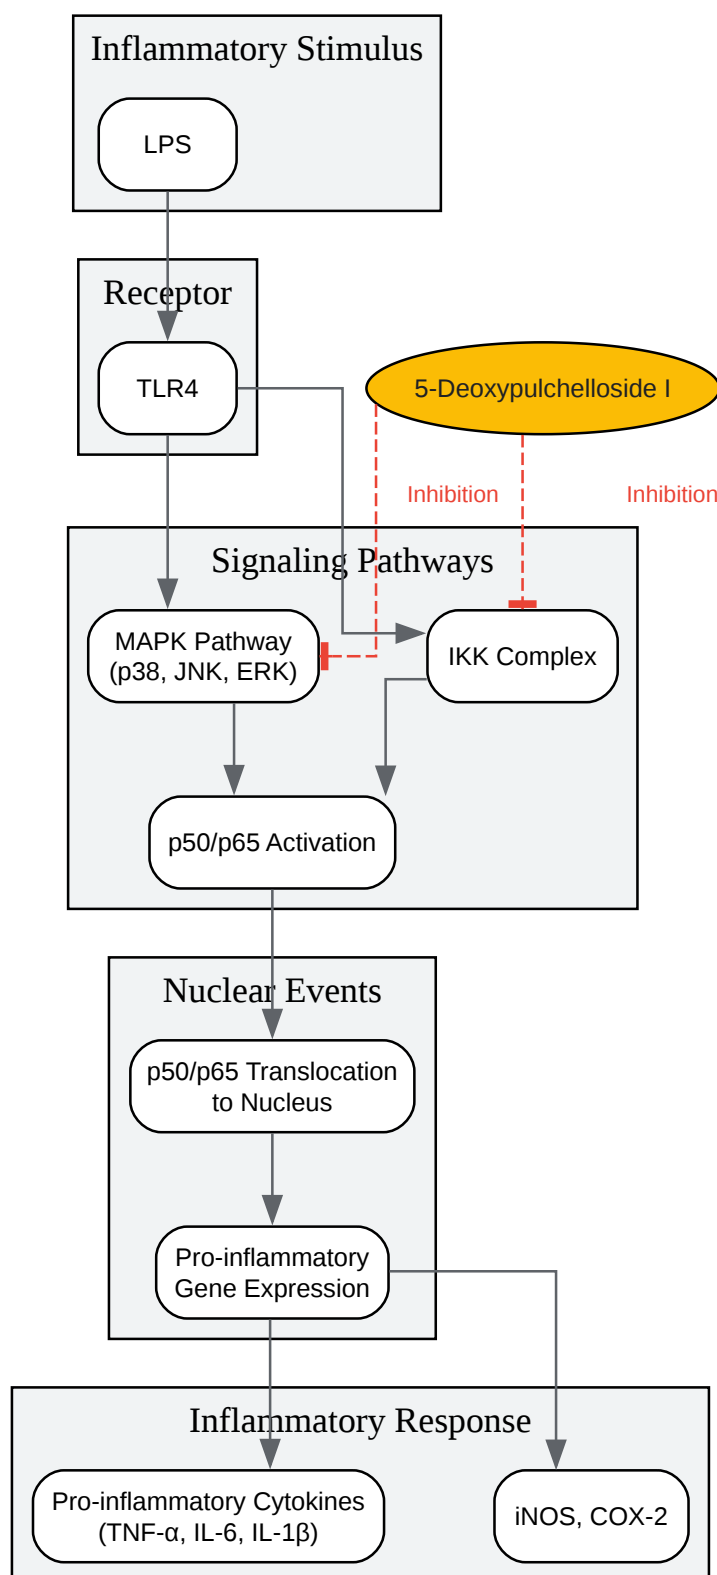 Inflammatory Stimulus
LPS
Receptor
TLR4
5-Deoxypulchelloside I
Inhibition
Inhibition
Signaling Pathways
MAPK Pathway
(p38, JNK, ERK)
IKK Complex
p50/p65 Activation
Nuclear Events
p50/p65 Translocation
to Nucleus
Pro-inflammatory
Gene Expression
Inflammatory Response
Pro-inflammatory Cytokines
(TNF-α, IL-6, IL-1β)
iNOS, COX-2